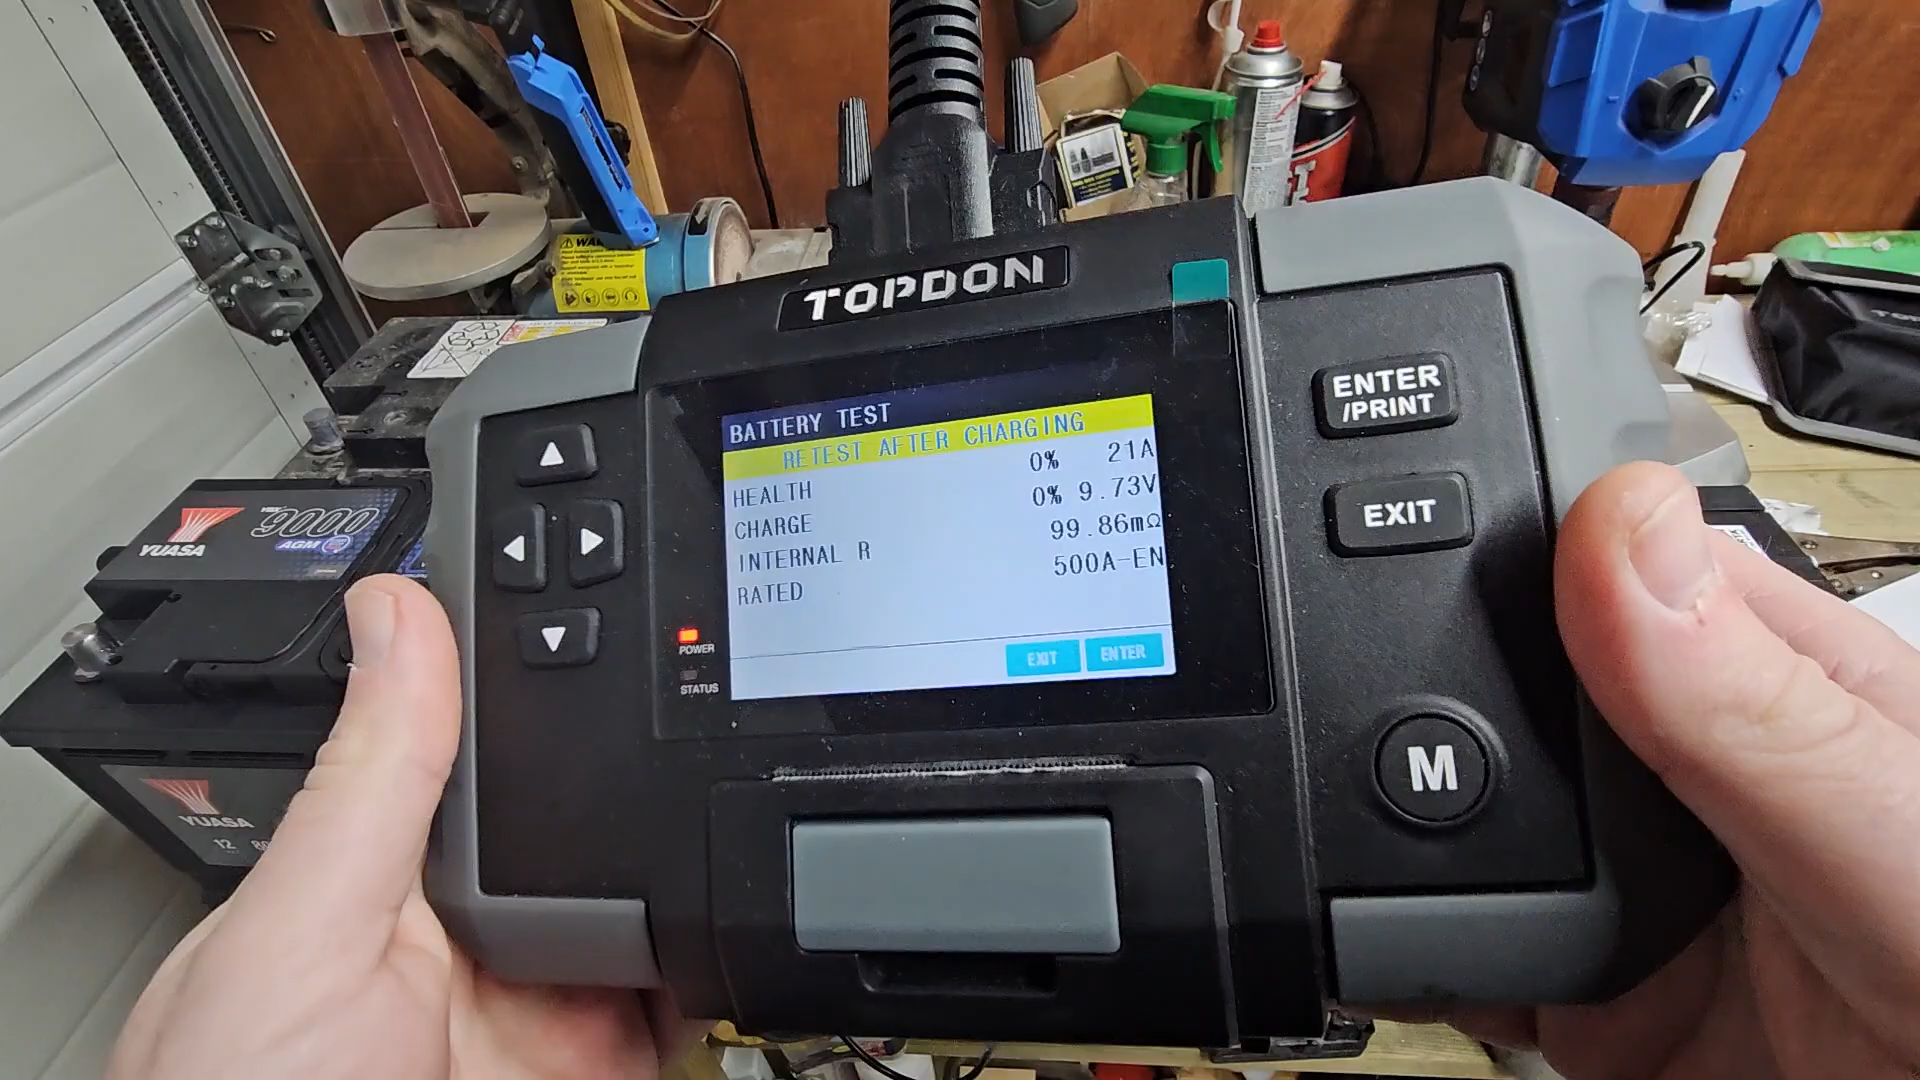 TOPDON
BATTERY TEST
RETEST AFTER CHARGING
HEALTH 0% 21A
CHARGE 0% 9.73V
INTERNAL R 99.86mΩ
RATED 500A-EN
EXIT ENTER
POWER
STATUS
ENTER
/PRINT
EXIT
M
YUASA
9000
AGM
YUASA
12